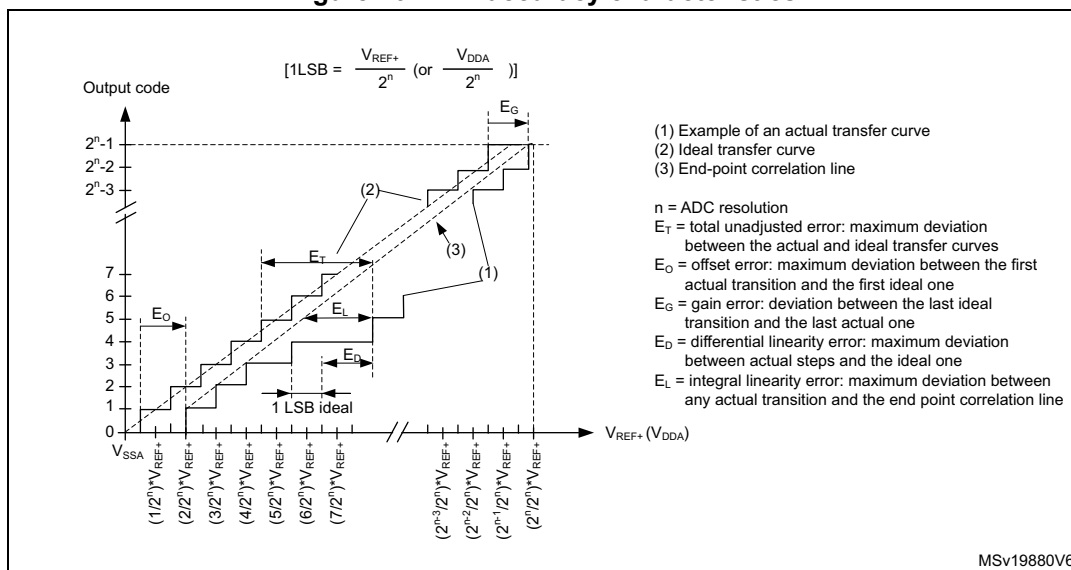 [1LSB = V_REF+ / 2^n (or V_DDA / 2^n )]
Output code
2^n-1
2^n-2
2^n-3
7
6
5
4
3
2
1
0
E_G
(2)
(3)
(1)
E_T
E_L
E_O
E_D
1 LSB ideal
V_SSA
(1/2^n)*V_REF+
(2/2^n)*V_REF+
(3/2^n)*V_REF+
(4/2^n)*V_REF+
(5/2^n)*V_REF+
(6/2^n)*V_REF+
(7/2^n)*V_REF+
(2^n-3/2^n)*V_REF+
(2^n-2/2^n)*V_REF+
(2^n-1/2^n)*V_REF+
(2^n/2^n)*V_REF+
V_REF+ (V_DDA)
(1) Example of an actual transfer curve
(2) Ideal transfer curve
(3) End-point correlation line
n = ADC resolution
E_T = total unadjusted error: maximum deviation
between the actual and ideal transfer curves
E_O = offset error: maximum deviation between the first
actual transition and the first ideal one
E_G = gain error: deviation between the last ideal
transition and the last actual one
E_D = differential linearity error: maximum deviation
between actual steps and the ideal one
E_L = integral linearity error: maximum deviation between
any actual transition and the end point correlation line
MSv19880V6